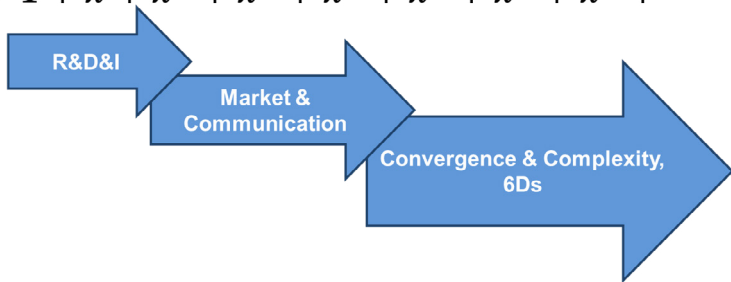 R&D&I
Market &
Communication
Convergence & Complexity,
6Ds